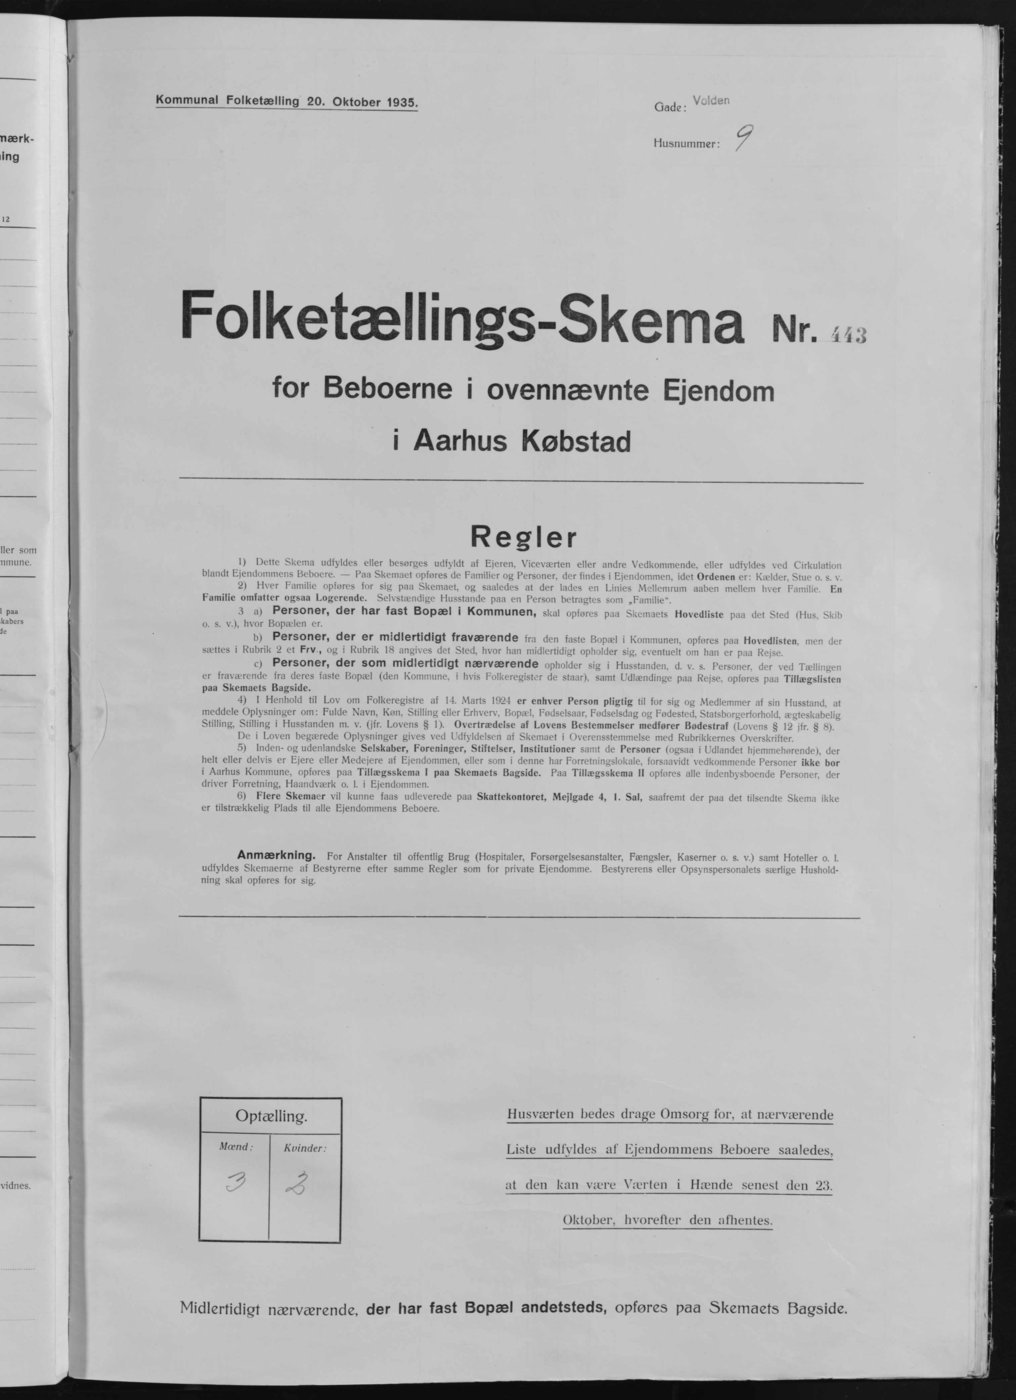 mærk-
ing
12
ller som
mmune.
l paa
kabers
de
vidnes.
Kommunal Folketælling 20. Oktober 1935.
Gade: Volden
Husnummer: 9
Folketællings-Skema Nr. 443
for Beboerne i ovennævnte Ejendom
i Aarhus Købstad
Regler
1) Dette Skema udfyldes eller besørges udfyldt af Ejeren, Viceværten eller andre Vedkommende, eller udfyldes ved Cirkulation
blandt Ejendommens Beboere. — Paa Skemaet opføres de Familier og Personer, der findes i Ejendommen, idet Ordenen er: Kælder, Stue o. s. v.
2) Hver Familie opføres for sig paa Skemaet, og saaledes at der lades en Linies Mellemrum aaben mellem hver Familie. En
Familie omfatter ogsaa Logerende. Selvstændige Husstande paa en Person betragtes som „Familie".
3 a) Personer, der har fast Bopæl i Kommunen, skal opføres paa Skemaets Hovedliste paa det Sted (Hus, Skib
o. s. v.), hvor Bopælen er.
b) Personer, der er midlertidigt fraværende fra den faste Bopæl i Kommunen, opføres paa Hovedlisten, men der
sættes i Rubrik 2 et Frv., og i Rubrik 18 angives det Sted, hvor han midlertidigt opholder sig, eventuelt om han er paa Rejse.
c) Personer, der som midlertidigt nærværende opholder sig i Husstanden, d. v. s. Personer, der ved Tællingen
er fraværende fra deres faste Bopæl (den Kommune, i hvis Folkeregister de staar), samt Udlændinge paa Rejse, opføres paa Tillægslisten
paa Skemaets Bagside.
4) I Henhold til Lov om Folkeregistre af 14. Marts 1924 er enhver Person pligtig til for sig og Medlemmer af sin Husstand, at
meddele Oplysninger om: Fulde Navn, Køn, Stilling eller Erhverv, Bopæl, Fødselsaar, Fødselsdag og Fødested, Statsborgerforhold, ægteskabelig
Stilling, Stilling i Husstanden m. v. (jfr. Lovens § 1). Overtrædelse af Lovens Bestemmelser medfører Bødestraf (Lovens § 12 jfr. § 8).
De i Loven begærede Oplysninger gives ved Udfyldelsen af Skemaet i Overensstemmelse med Rubrikkernes Overskrifter.
5) Inden- og udenlandske Selskaber, Foreninger, Stiftelser, Institutioner samt de Personer (ogsaa i Udlandet hjemmehørende), der
helt eller delvis er Ejere eller Medejere af Ejendommen, eller som i denne har Forretningslokale, forsaavidt vedkommende Personer ikke bor
i Aarhus Kommune, opføres paa Tillægsskema I paa Skemaets Bagside. Paa Tillægsskema II opføres alle indenbysboende Personer, der
driver Forretning, Haandværk o. l. i Ejendommen.
6) Flere Skemaer vil kunne faas udleverede paa Skattekontoret, Mejlgade 4, 1. Sal, saafremt der paa det tilsendte Skema ikke
er tilstrækkelig Plads til alle Ejendommens Beboere.
Anmærkning. For Anstalter til offentlig Brug (Hospitaler, Forsørgelsesanstalter, Fængsler, Kaserner o. s. v.) samt Hoteller o. l.
udfyldes Skemaerne af Bestyrerne efter samme Regler som for private Ejendomme. Bestyrerens eller Opsynspersonalets særlige Hushold-
ning skal opføres for sig.
Optælling.
Mænd: Kvinder:
3 2
Husværten bedes drage Omsorg for, at nærværende
Liste udfyldes af Ejendommens Beboere saaledes,
at den kan være Værten i Hænde senest den 23.
Oktober, hvorefter den afhentes.
Midlertidigt nærværende, der har fast Bopæl andetsteds, opføres paa Skemaets Bagside.